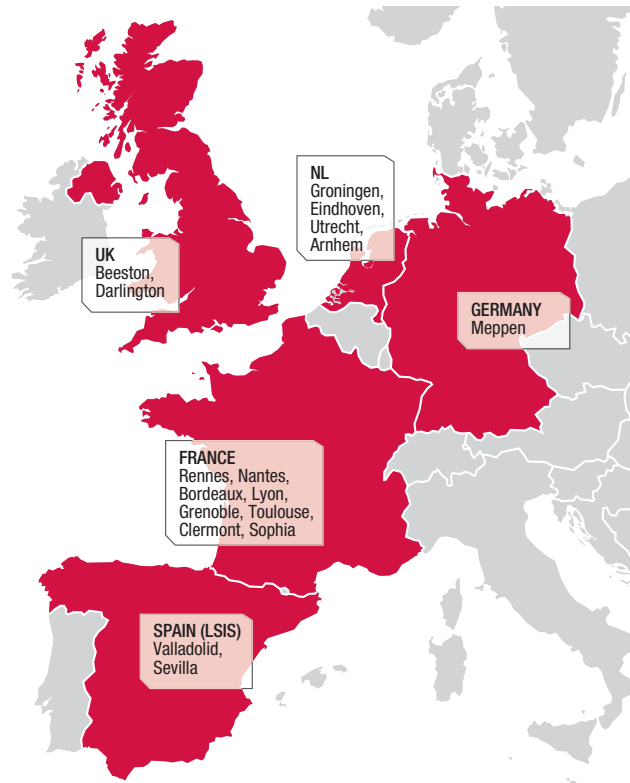 NL
Groningen,
Eindhoven,
Utrecht,
Arnhem
UK
Beeston,
Darlington
GERMANY
Meppen
FRANCE
Rennes, Nantes,
Bordeaux, Lyon,
Grenoble, Toulouse,
Clermont, Sophia
SPAIN (LSIS)
Valladolid,
Sevilla